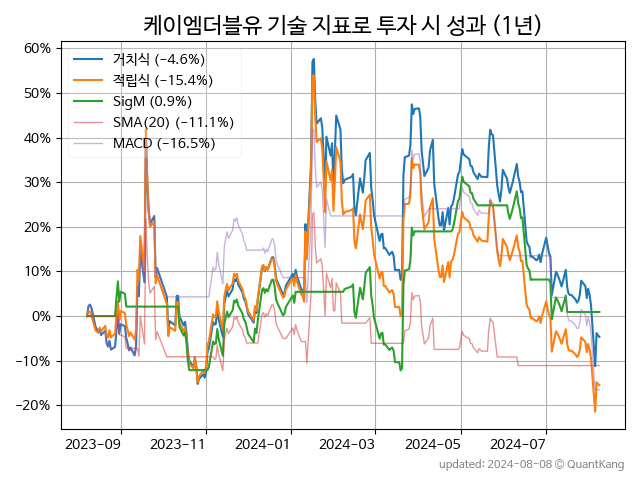 케이엠더블유 기술 지표로 투자 시 성과 (1년)
60%
50%
40%
30%
20%
10%
0%
−10%
−20%
거치식 (−4.6%)
적립식 (−15.4%)
SigM (0.9%)
SMA(20) (−11.1%)
MACD (−16.5%)
2023-09 2023-11 2024-01 2024-03 2024-05 2024-07
updated: 2024-08-08 © QuantKang